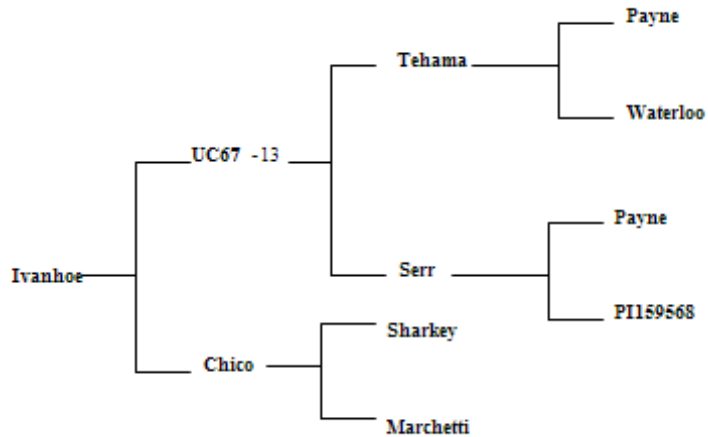 Payne
Tehama
Waterloo
UC67 -13
Payne
Serr
Ivanhoe
PI159568
Sharkey
Chico
Marchetti